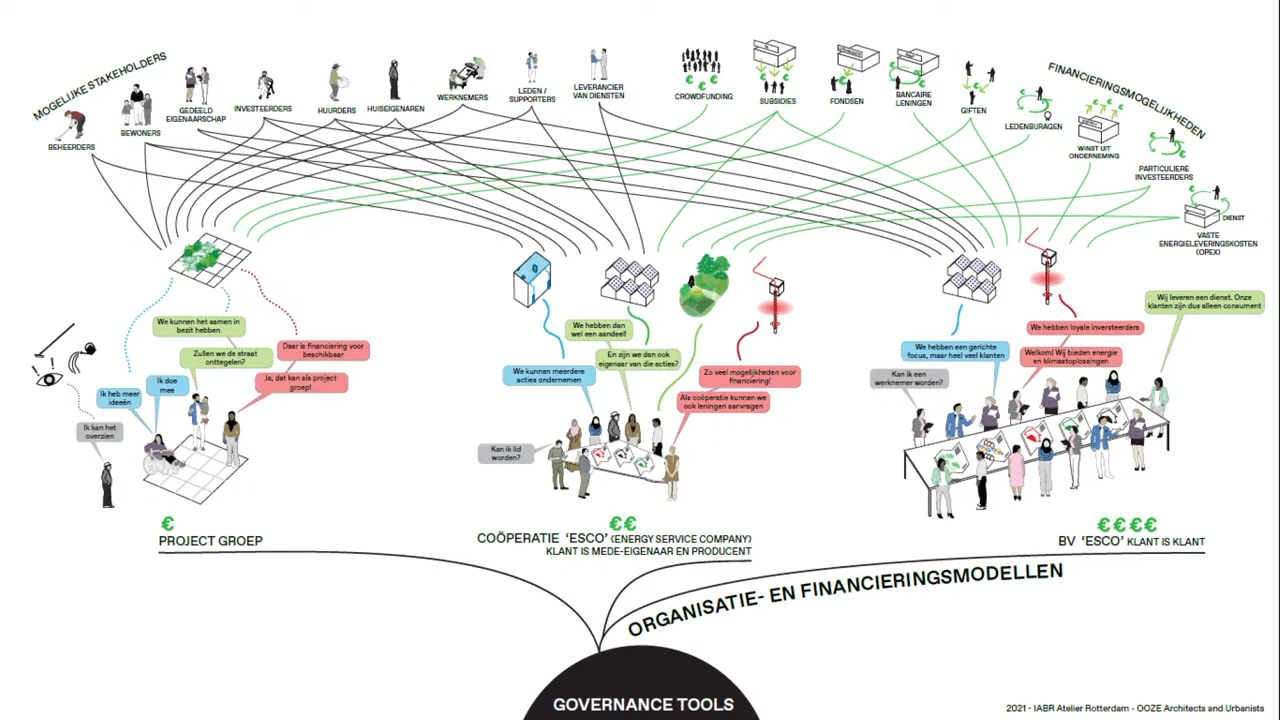 MOGELIJKE STAKEHOLDERS
BEHEERDERS
BEWONERS
GEDEELD
EIGENAARSCHAP
INVESTEERDERS
HUURDERS
HUISEIGENAREN
WERKNEMERS
LEDEN /
SUPPORTERS
LEVERANCIER
VAN DIENSTEN
CROWDFUNDING
SUBSIDIES
FONDSEN
BANCAIRE
LENINGEN
GIFTEN
FINANCIERINGSMOGELIJKHEDEN
LEDENBIJRAGEN
WINST UIT
ONDERNEMING
PARTICULIERE
INVESTEERDERS
DIENST
VASTE
ENERGIELEVERINGSKOSTEN
(OPEX)
We kunnen het samen in
bezit hebben
Zullen we de straat
onttegelen?
Daar is financiering voor
beschikbaar
Ja, dat kan als project
groep!
Ik doe
mee
Ik heb meer
ideeën
Ik kan het
overzien
We hebben dan
wel een aandeel!
En zijn we dan ook
eigenaar van die acties?
We kunnen meerdere
acties ondernemen
Zo veel mogelijkheden voor
financiering!
Als coöperatie kunnen we
ook leningen aanvragen
Kan ik lid
worden?
Wij leveren een dienst. Onze
klanten zijn dus alleen consument
We hebben loyale inversteerders
We hebben een gerichte
focus, maar heel veel klanten
Welkom! Wij bieden energie
en klimaatoplossingen
Kan ik een
werknemer worden?
€
PROJECT GROEP
€€
COÖPERATIE 'ESCO' (ENERGY SERVICE COMPANY)
KLANT IS MEDE-EIGENAAR EN PRODUCENT
€€€€
BV 'ESCO' KLANT IS KLANT
ORGANISATIE- EN FINANCIERINGSMODELLEN
GOVERNANCE TOOLS
2021 - IABR Atelier Rotterdam - OOZE Architects and Urbanists